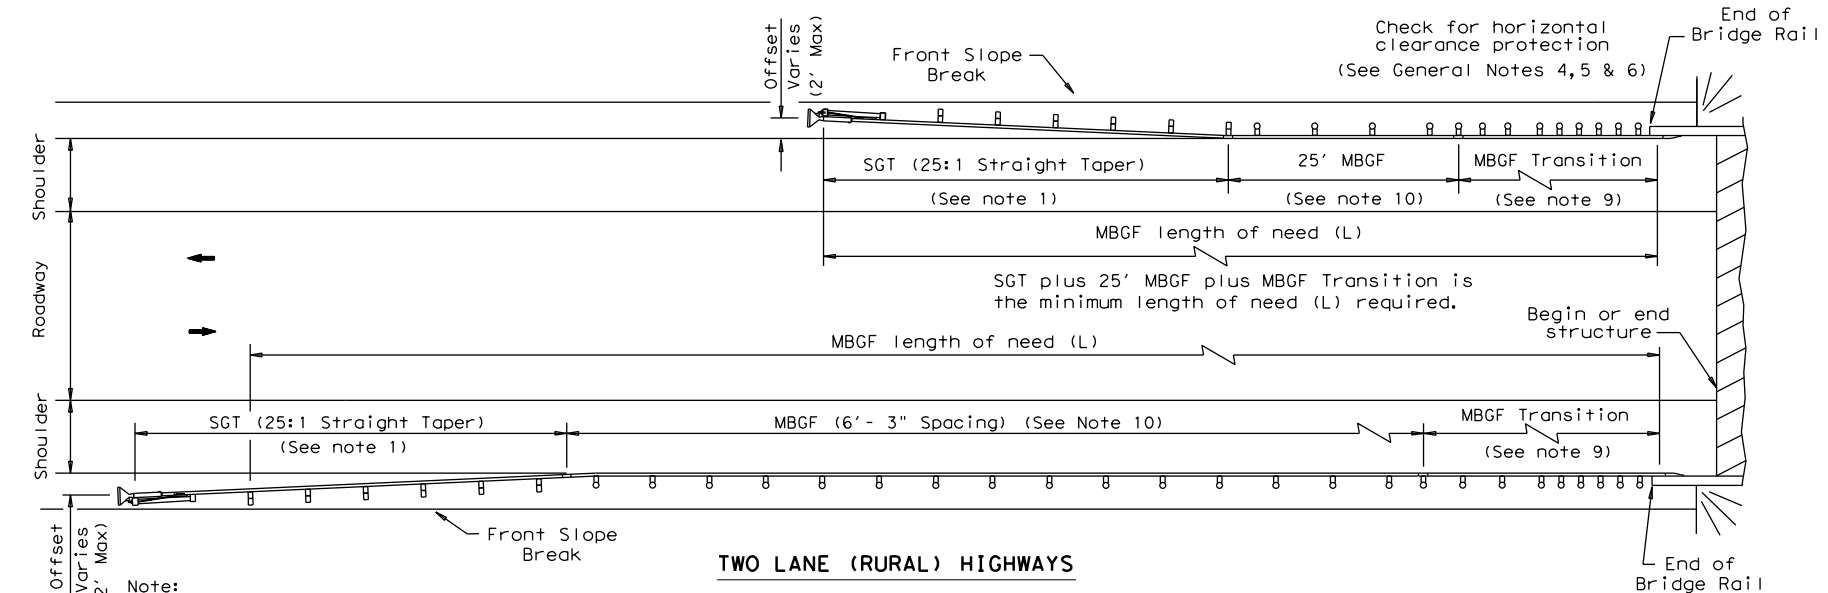 Offset
Varies
(2' Max)
Front Slope
Break
Check for horizontal
clearance protection
(See General Notes 4,5 & 6)
End of
Bridge Rail
Shoulder
SGT (25:1 Straight Taper)
(See note 1)
25' MBGF
(See note 10)
MBGF Transition
(See note 9)
MBGF length of need (L)
SGT plus 25' MBGF plus MBGF Transition is
the minimum length of need (L) required.
Roadway
Begin or end
structure
MBGF length of need (L)
Shoulder
SGT (25:1 Straight Taper)
(See note 1)
MBGF (6'- 3" Spacing) (See Note 10)
MBGF Transition
(See note 9)
Offset
Varies
2' Max)
Front Slope
Break
TWO LANE (RURAL) HIGHWAYS
End of
Bridge Rail
Note: